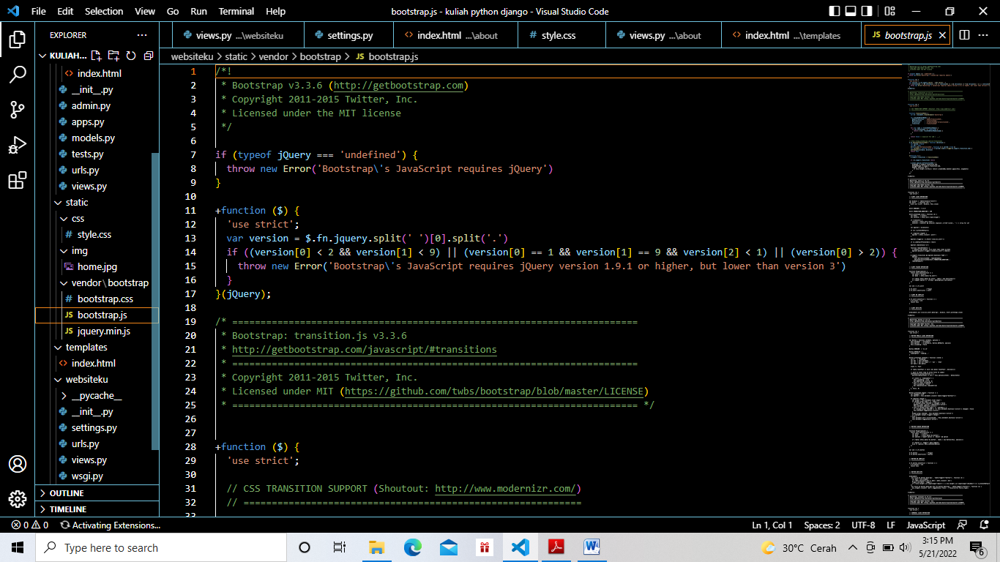 File Edit Selection View Go Run Terminal Help
bootstrap.js - kuliah python django - Visual Studio Code
EXPLORER
KULIAH...
index.html
__init__.py
admin.py
apps.py
models.py
tests.py
urls.py
views.py
static
css
style.css
img
home.jpg
vendor\bootstrap
bootstrap.css
bootstrap.js
jquery.min.js
templates
index.html
websiteku
__pycache__
__init__.py
settings.py
urls.py
views.py
wsgi.py
OUTLINE
TIMELINE
views.py ...\websiteku settings.py index.html ...\about style.css views.py ...\about index.html ...\templates JS bootstrap.js
websiteku > static > vendor > bootstrap > JS bootstrap.js
1 /*!
2 * Bootstrap v3.3.6 (http://getbootstrap.com)
3 * Copyright 2011-2015 Twitter, Inc.
4 * Licensed under the MIT license
5 */
6
7 if (typeof jQuery === 'undefined') {
8 throw new Error('Bootstrap\'s JavaScript requires jQuery')
9 }
10
11 +function ($) {
12 'use strict';
13 var version = $.fn.jquery.split(' ')[0].split('.')
14 if ((version[0] < 2 && version[1] < 9) || (version[0] == 1 && version[1] == 9 && version[2] < 1) || (version[0] > 2)) {
15 throw new Error('Bootstrap\'s JavaScript requires jQuery version 1.9.1 or higher, but lower than version 3')
16 }
17 }(jQuery);
18
19 /* ========================================================================
20 * Bootstrap: transition.js v3.3.6
21 * http://getbootstrap.com/javascript/#transitions
22 * ========================================================================
23 * Copyright 2011-2015 Twitter, Inc.
24 * Licensed under MIT (https://github.com/twbs/bootstrap/blob/master/LICENSE)
25 * ======================================================================== */
26
27
28 +function ($) {
29 'use strict';
30
31 // CSS TRANSITION SUPPORT (Shoutout: http://www.modernizr.com/)
32 // ============================================================
33
0 0 Activating Extensions...
Ln 1, Col 1 Spaces: 2 UTF-8 LF JavaScript
Type here to search
30°C Cerah
3:15 PM
5/21/2022
6